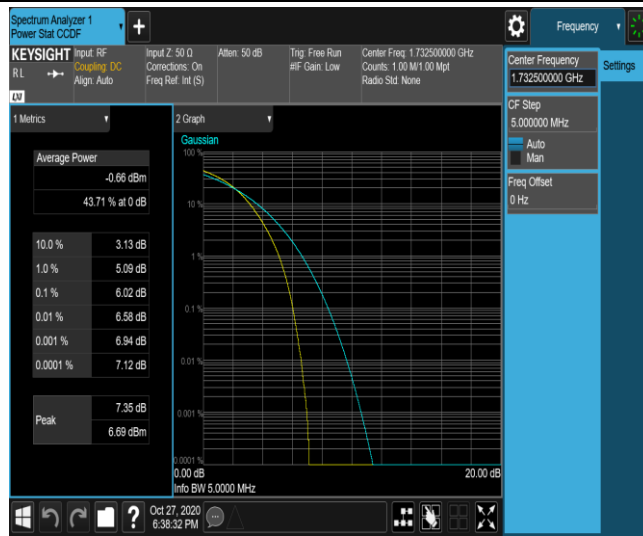 Spectrum Analyzer 1
Power Stat CCDF
+
Frequency
KEYSIGHT
RL
LXI
Input: RF
Coupling: DC
Align: Auto
Input Z: 50 Ω
Corrections: On
Freq Ref: Int (S)
Atten: 50 dB
Trig: Free Run
#IF Gain: Low
Center Freq: 1.732500000 GHz
Counts: 1.00 M/1.00 Mpt
Radio Std: None
Center Frequency
1.732500000 GHz
Settings
CF Step
5.000000 MHz
Auto
Man
Freq Offset
0 Hz
1 Metrics
Average Power
-0.66 dBm
43.71 % at 0 dB
10.0 % 3.13 dB
1.0 % 5.09 dB
0.1 % 6.02 dB
0.01 % 6.58 dB
0.001 % 6.94 dB
0.0001 % 7.12 dB
Peak
7.35 dB
6.69 dBm
2 Graph
Gaussian
100 %
10 %
1 %
0.1 %
0.01 %
0.001 %
0.0001 %
0.00 dB 20.00 dB
Info BW 5.0000 MHz
?
Oct 27, 2020
6:38:32 PM